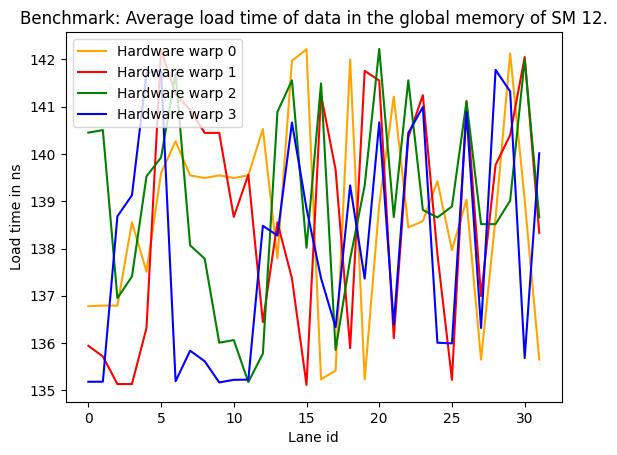 Benchmark: Average load time of data in the global memory of SM 12.
Hardware warp 0
Hardware warp 1
Hardware warp 2
Hardware warp 3
142
141
140
139
138
137
136
135
Load time in ns
0 5 10 15 20 25 30
Lane id